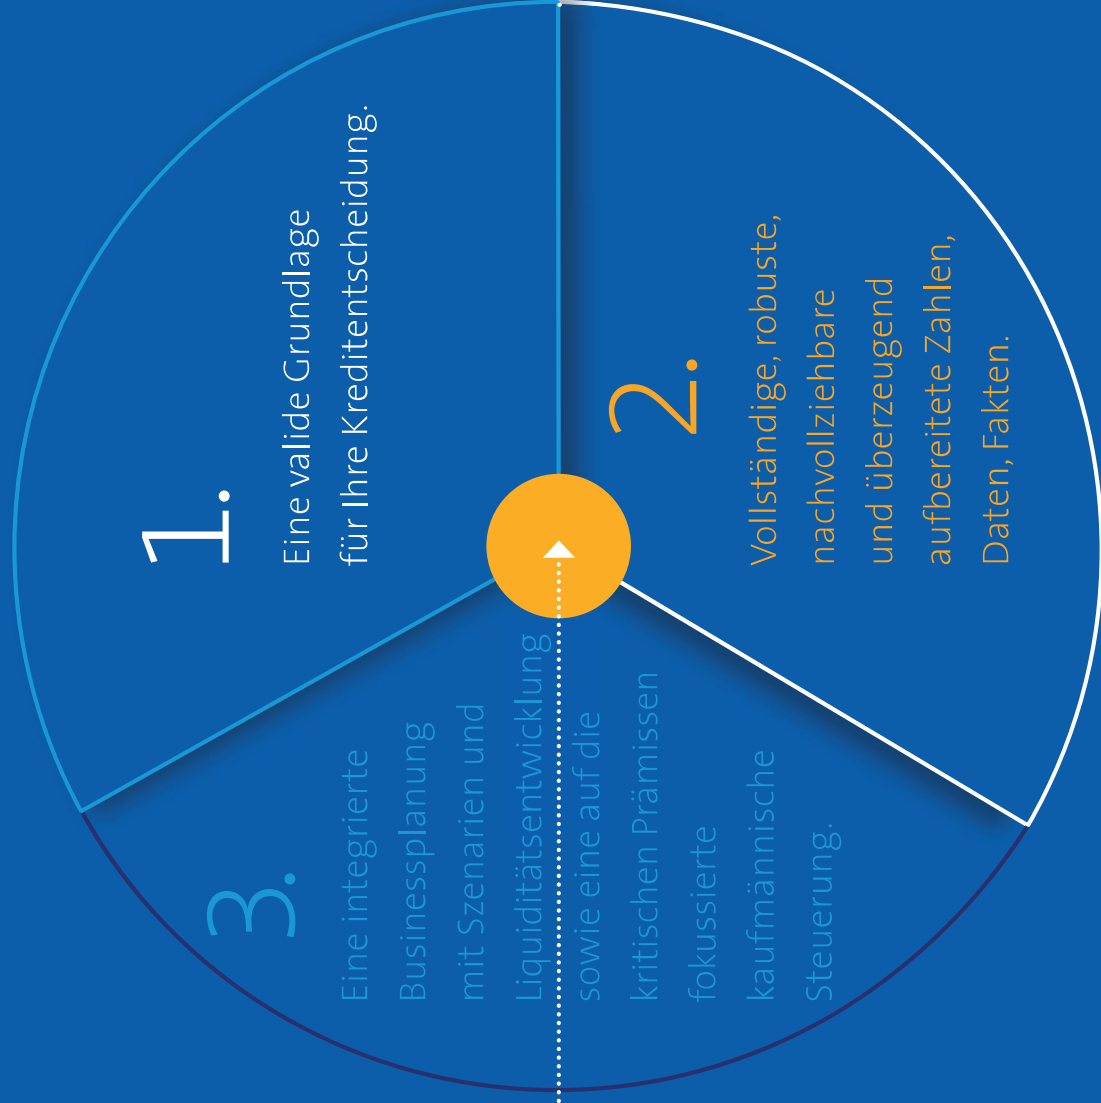 1.
Eine valide Grundlage
für Ihre Kreditentscheidung.
2.
Vollständige, robuste,
nachvollziehbare
und überzeugend
aufbereitete Zahlen,
Daten, Fakten.
3.
Eine integrierte
Businessplanung
mit Szenarien und
Liquiditätsentwicklung
sowie eine auf die
kritischen Prämissen
fokussierte
kaufmännische
Steuerung.